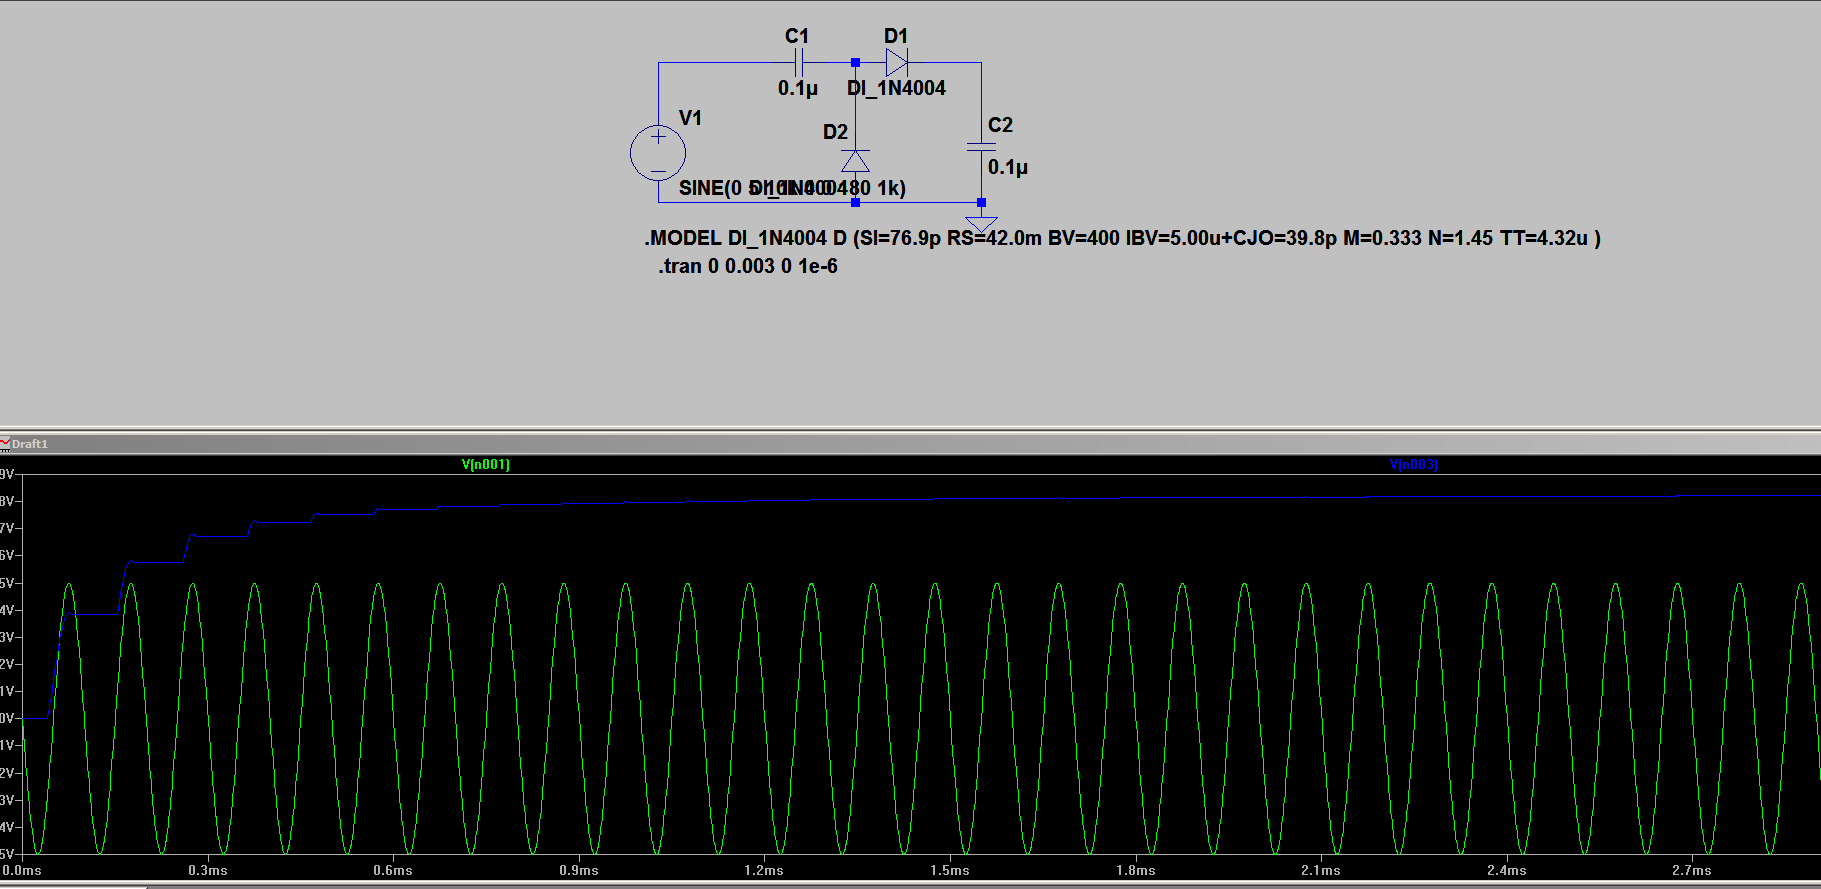 C1
D1
0.1µ
DI_1N4004
V1
D2
C2
0.1µ
SINE(0 5 10k 0 0 180 1k)
DI_1N4004
.MODEL DI_1N4004 D (SI=76.9p RS=42.0m BV=400 IBV=5.00u+CJO=39.8p M=0.333 N=1.45 TT=4.32u )
.tran 0 0.003 0 1e-6
Draft1
V(n001)
V(n003)
9V
8V
7V
6V
5V
4V
3V
2V
1V
0V
1V
2V
3V
4V
5V
0.0ms
0.3ms
0.6ms
0.9ms
1.2ms
1.5ms
1.8ms
2.1ms
2.4ms
2.7ms